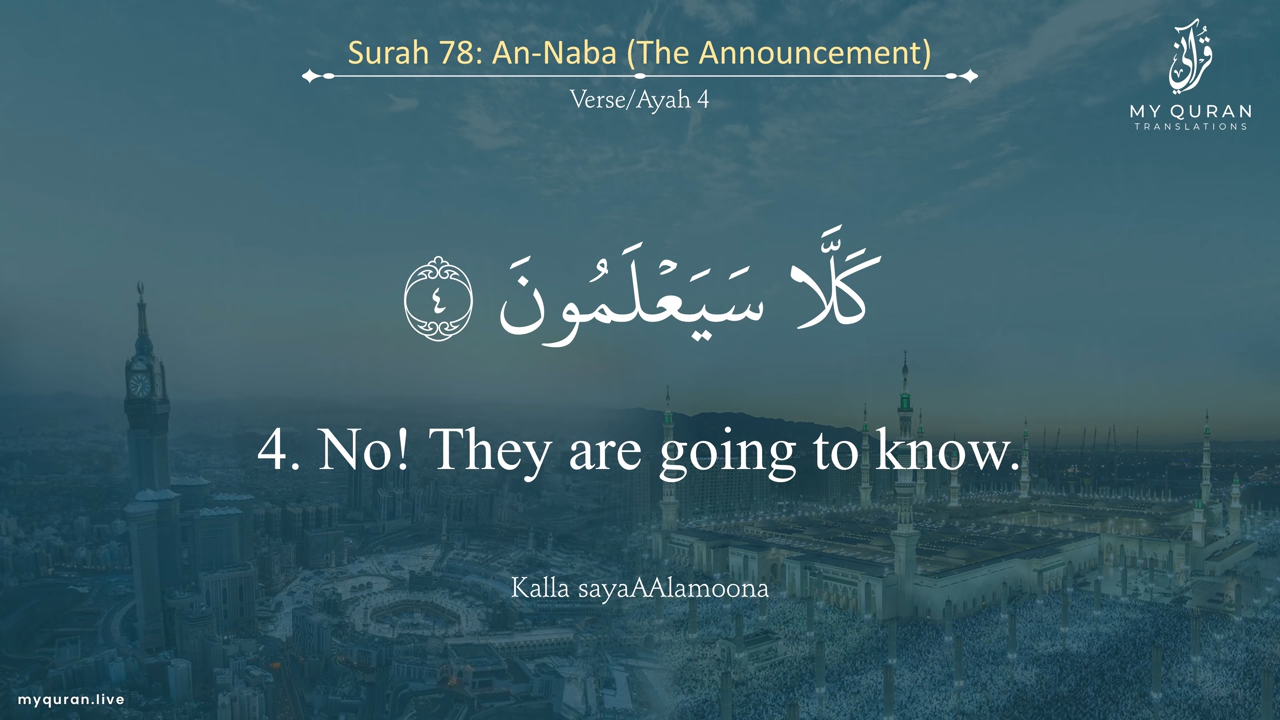 Surah 78: An-Naba (The Announcement)
Verse/Ayah 4
قرآني
MY QURAN
TRANSLATIONS
كَلَّا سَيَعْلَمُونَ ٤
4. No! They are going to know.
Kalla sayaAAlamoona
myquran.live